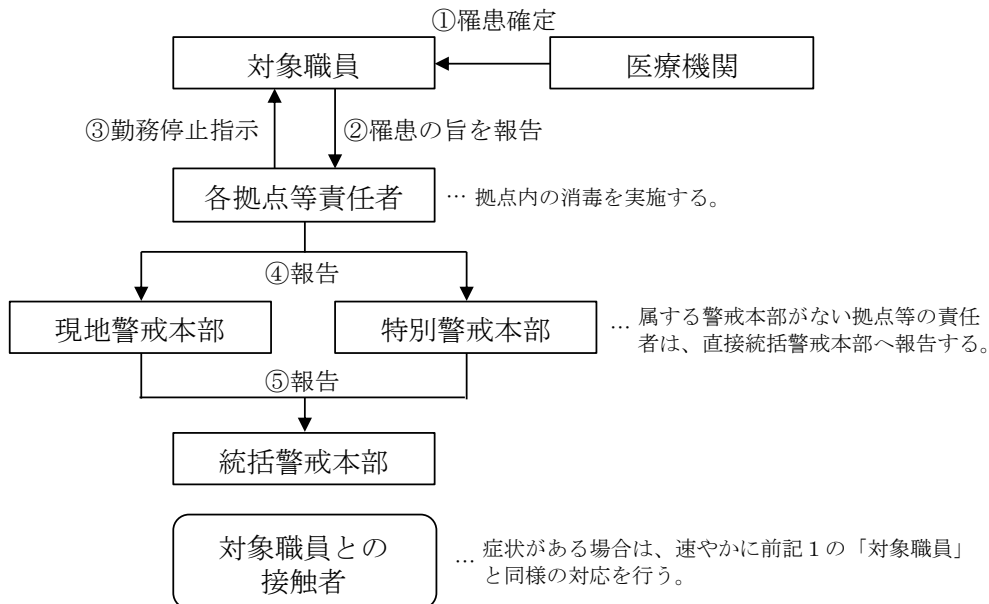 ①罹患確定
対象職員
医療機関
③勤務停止指示
②罹患の旨を報告
各拠点等責任者
… 拠点内の消毒を実施する。
④報告
現地警戒本部
特別警戒本部
… 属する警戒本部がない拠点等の責任
者は、直接統括警戒本部へ報告する。
⑤報告
統括警戒本部
対象職員との
接触者
… 症状がある場合は、速やかに前記1の「対象職員」
と同様の対応を行う。